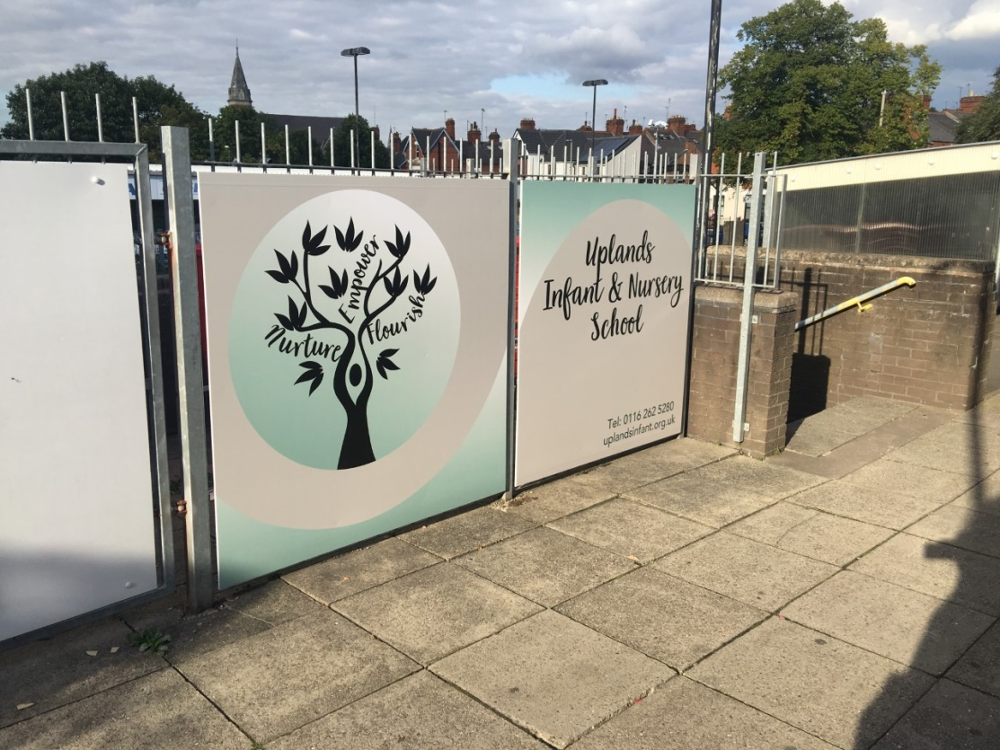 Nurture
Empower
Flourish
Uplands
Infant & Nursery
School
Tel: 0116 262 5280
uplandsinfant.org.uk